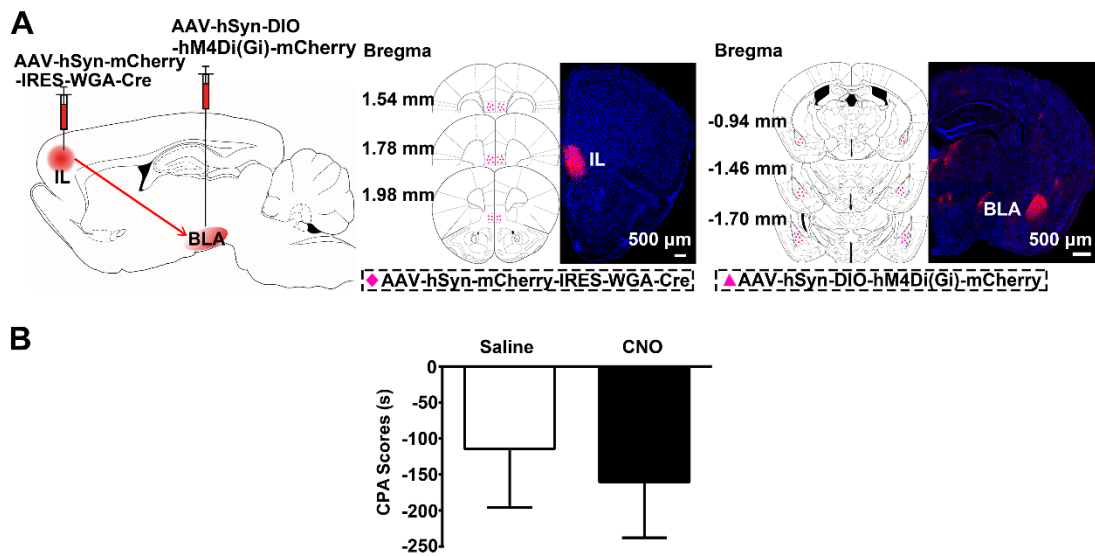 A
AAV-hSyn-mCherry
-IRES-WGA-Cre
AAV-hSyn-DIO
-hM4Di(Gi)-mCherry
IL
BLA
Bregma
1.54 mm
1.78 mm
1.98 mm
IL
500 µm
AAV-hSyn-mCherry-IRES-WGA-Cre
Bregma
-0.94 mm
-1.46 mm
-1.70 mm
BLA
500 µm
AAV-hSyn-DIO-hM4Di(Gi)-mCherry
B
Saline
CNO
CPA Scores (s)
0
-50
-100
-150
-200
-250